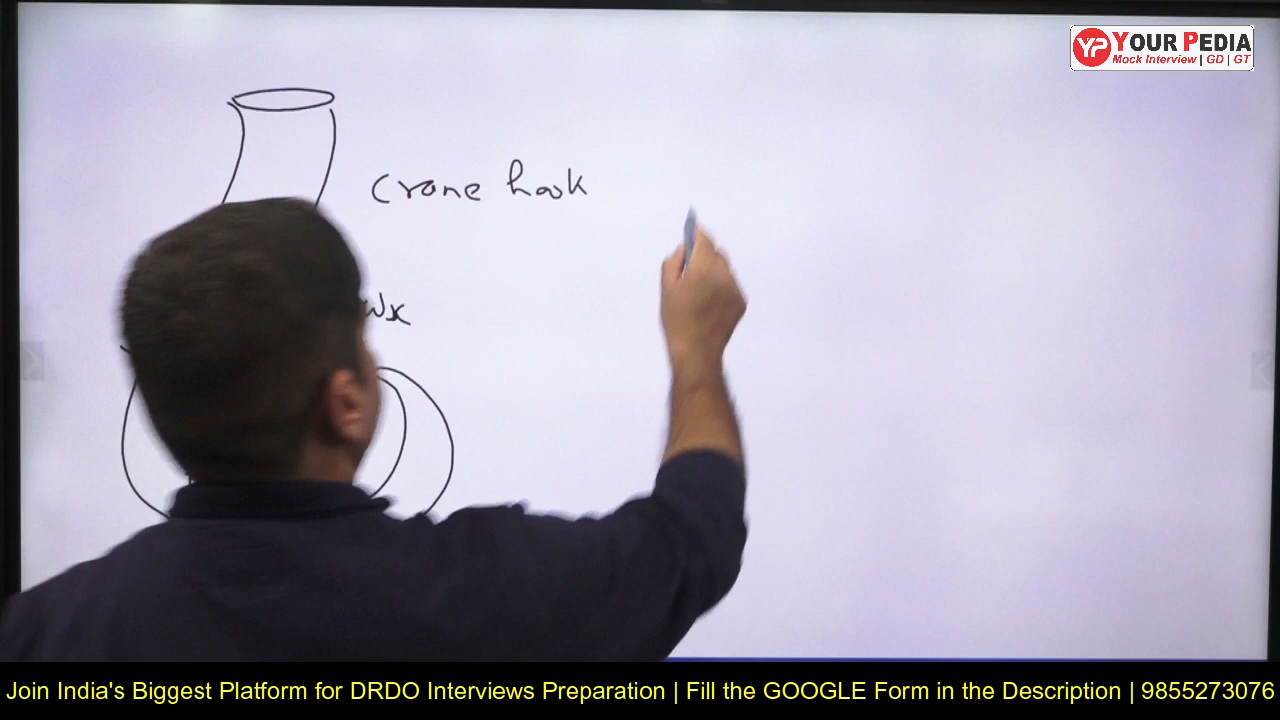 YP YOUR PEDIA
Mock Interview | GD | GT
Crane hook
Join India's Biggest Platform for DRDO Interviews Preparation | Fill the GOOGLE Form in the Description | 9855273076